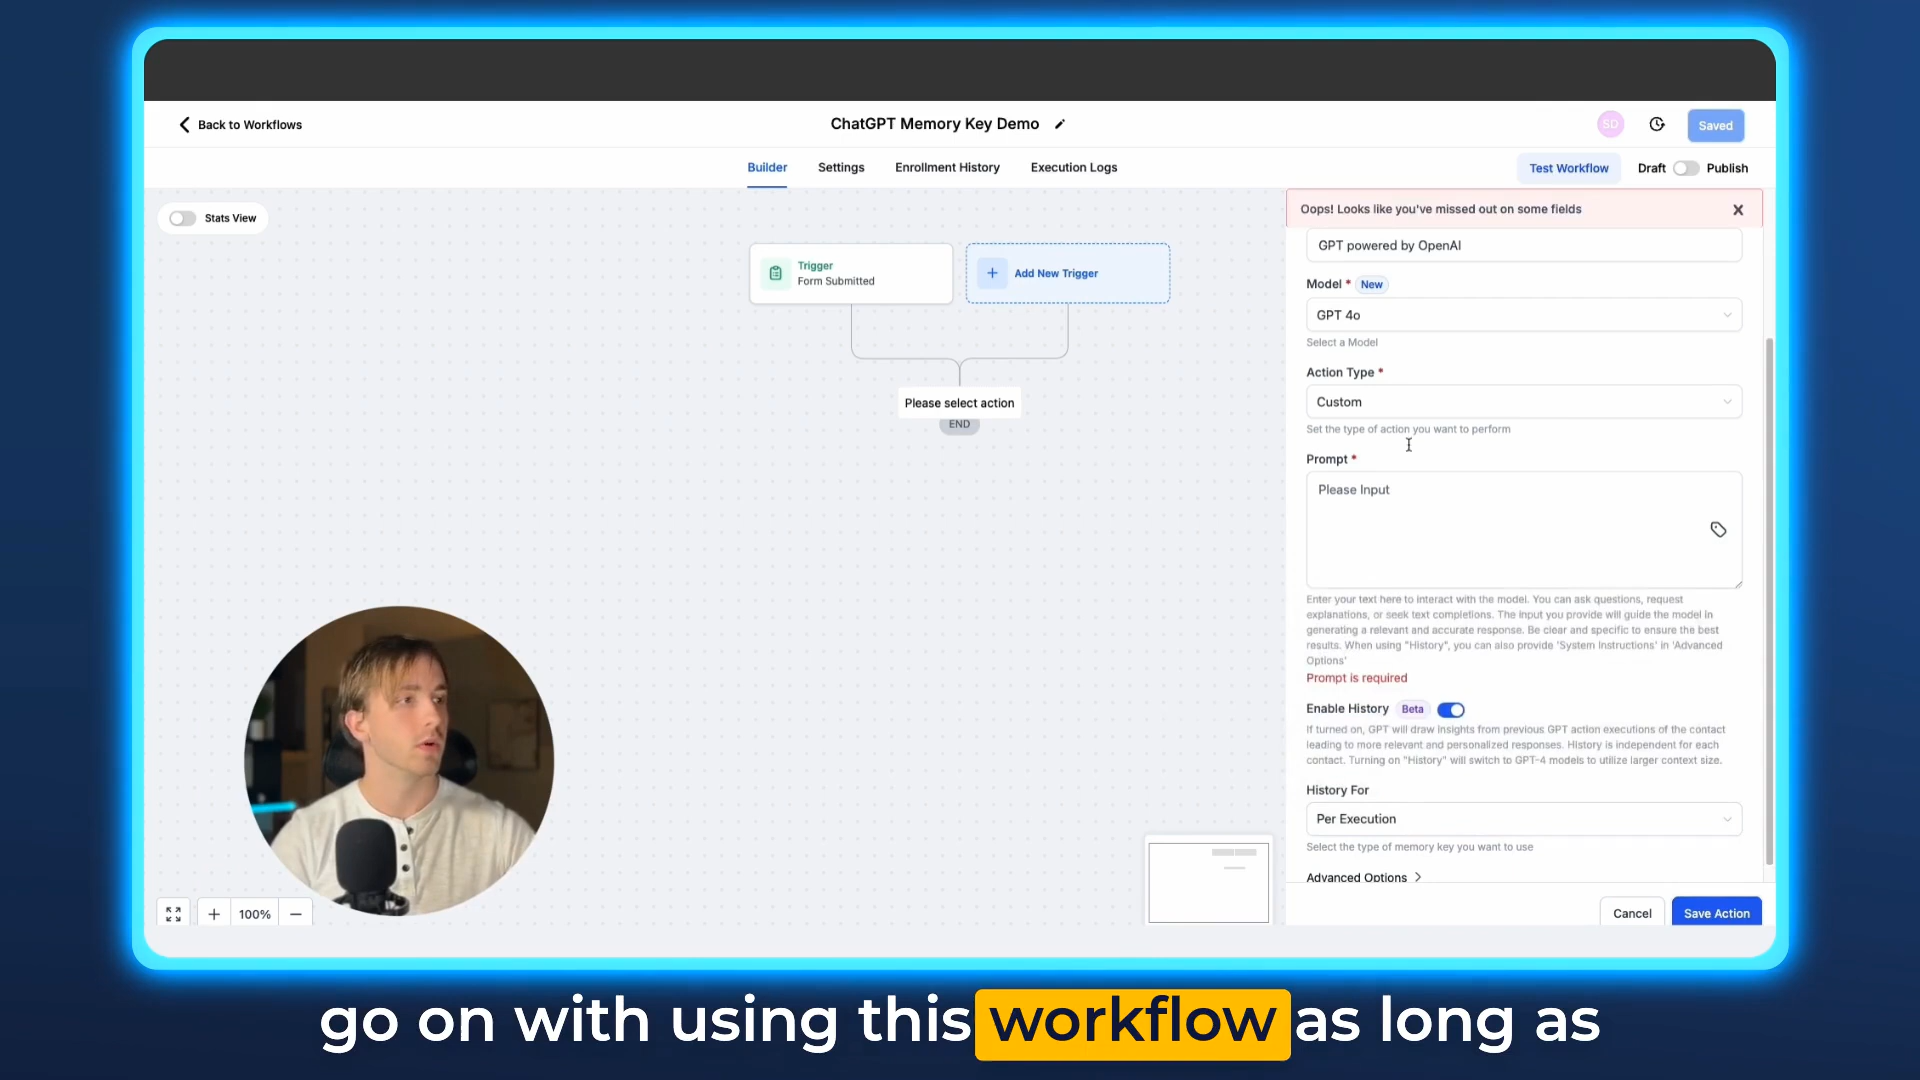 Back to Workflows
ChatGPT Memory Key Demo
SD
Saved
Builder
Settings
Enrollment History
Execution Logs
Test Workflow
Draft
Publish
Stats View
Trigger
Form Submitted
Add New Trigger
Please select action
END
100%
Oops! Looks like you've missed out on some fields
GPT powered by OpenAI
Model *
New
GPT 4o
Select a Model
Action Type *
Custom
Set the type of action you want to perform
Prompt *
Please Input
Enter your text here to interact with the model. You can ask questions, request
explanations, or seek text completions. The input you provide will guide the model in
generating a relevant and accurate response. Be clear and specific to ensure the best
results. When using "History", you can also provide 'System Instructions' in 'Advanced
Options'
Prompt is required
Enable History
Beta
If turned on, GPT will draw insights from previous GPT action executions of the contact
leading to more relevant and personalized responses. History is independent for each
contact. Turning on "History" will switch to GPT-4 models to utilize larger context size.
History For
Per Execution
Select the type of memory key you want to use
Advanced Options
Cancel
Save Action
go on with using this workflow as long as